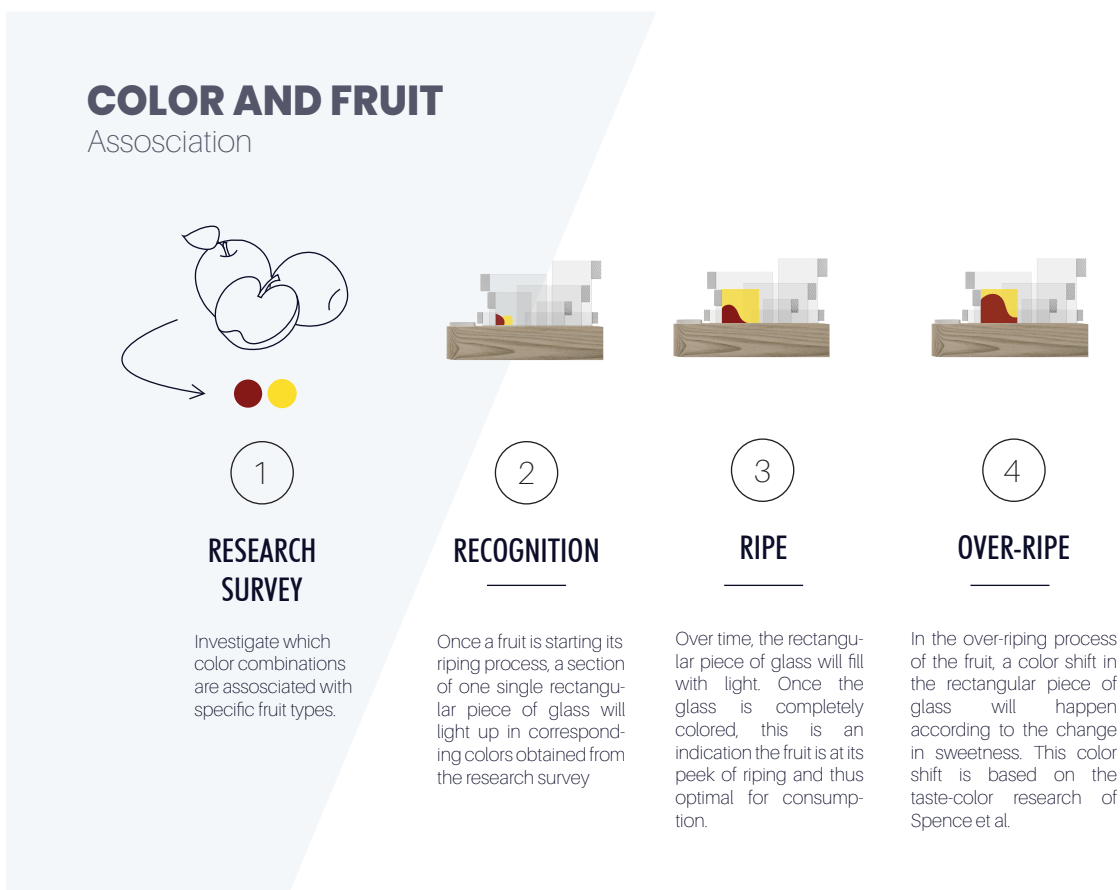 COLOR AND FRUIT
Assosciation
1
RESEARCH
SURVEY
Investigate which
color combinations
are assosciated with
specific fruit types.
2
RECOGNITION
Once a fruit is starting its
riping process, a section
of one single rectangu-
lar piece of glass will
light up in correspond-
ing colors obtained from
the research survey
3
RIPE
Over time, the rectangu-
lar piece of glass will fill
with light. Once the
glass is completely
colored, this is an
indication the fruit is at its
peek of riping and thus
optimal for consump-
tion.
4
OVER-RIPE
In the over-riping process
of the fruit, a color shift in
the rectangular piece of
glass will happen
according to the change
in sweetness. This color
shift is based on the
taste-color research of
Spence et al.